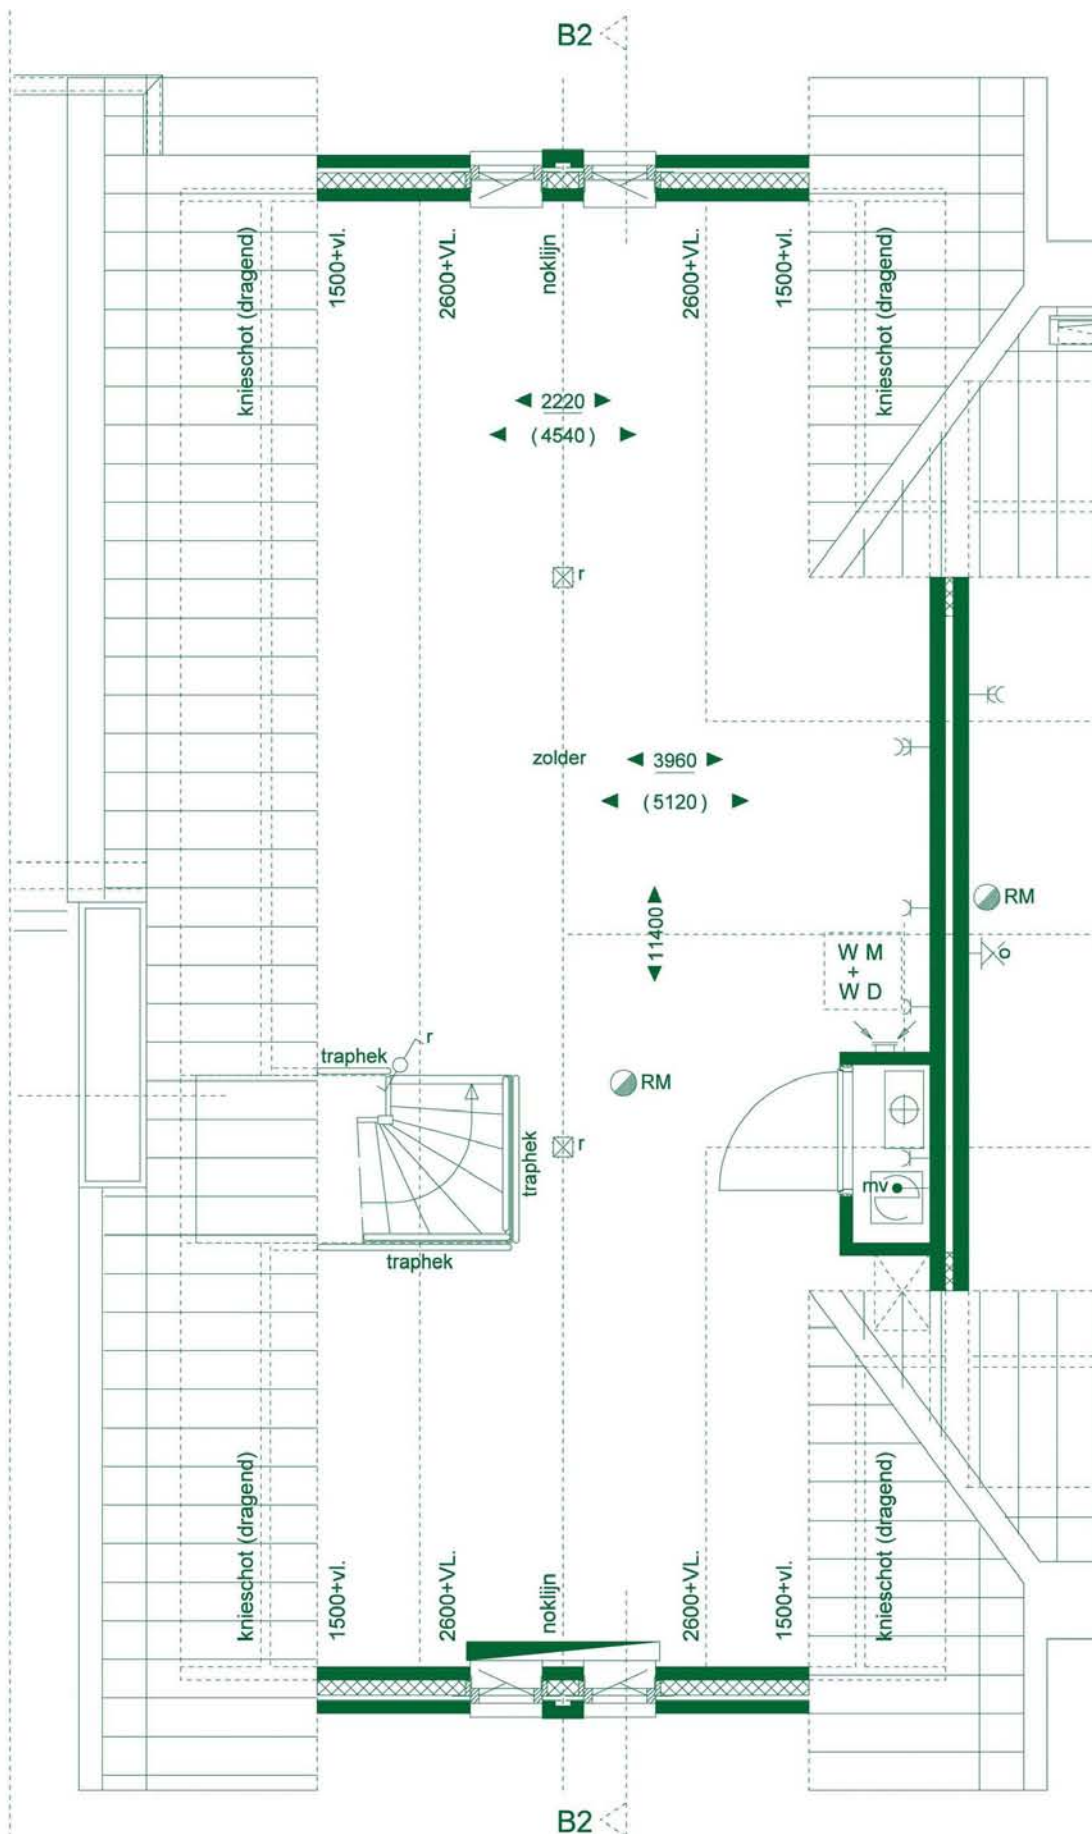 B2
knieschot (dragend)
1500+vl.
2600+VL.
noklijn
2600+VL.
1500+vl.
knieschot (dragend)
2220
(4540)
r
zolder
3960
(5120)
RM
11400
W M
+
W D
o
r
traphek
RM
r
traphek
mv
traphek
knieschot (dragend)
1500+vl.
2600+VL.
noklijn
2600+VL.
1500+vl.
knieschot (dragend)
B2